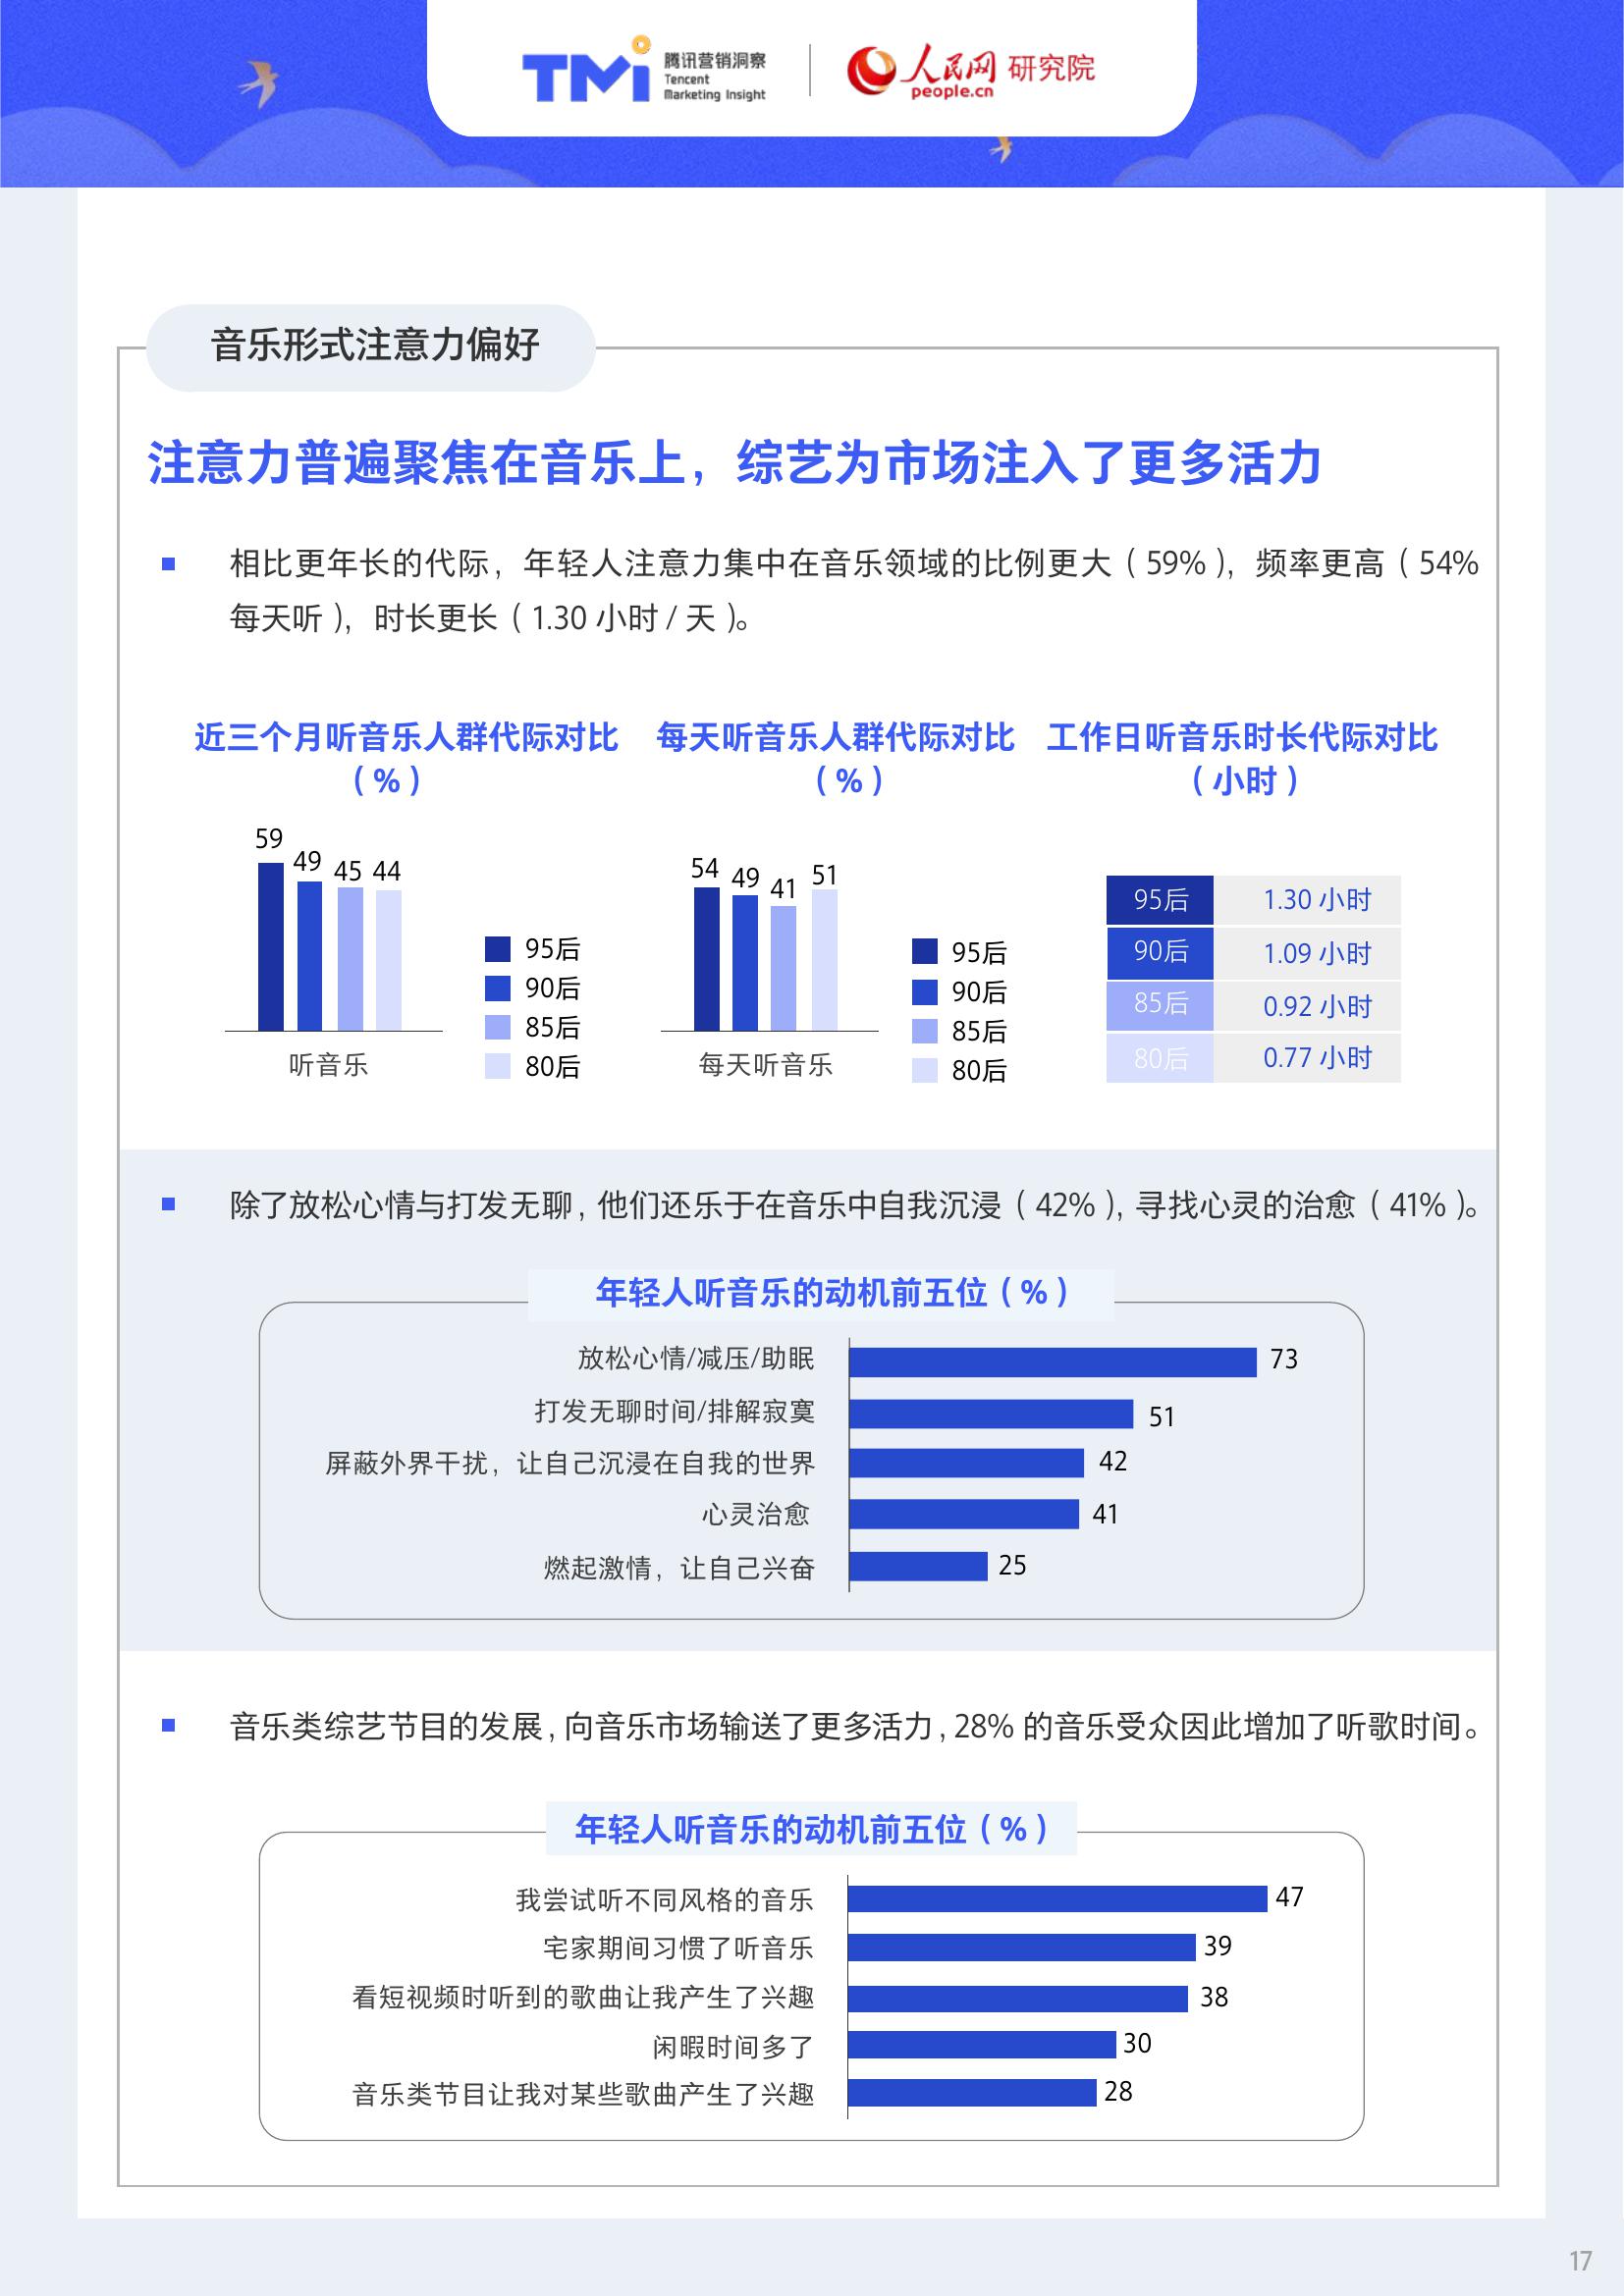 TMi 腾讯营销洞察
Tencent
Marketing Insight
人民网 研究院
people.cn
音乐形式注意力偏好
注意力普遍聚焦在音乐上，综艺为市场注入了更多活力
相比更年长的代际，年轻人注意力集中在音乐领域的比例更大（59%），频率更高（54%
每天听），时长更长（1.30 小时 / 天）。
近三个月听音乐人群代际对比
（%）
59
49
45
44
听音乐
95后
90后
85后
80后
每天听音乐人群代际对比
（%）
54
49
41
51
每天听音乐
95后
90后
85后
80后
工作日听音乐时长代际对比
（小时）
95后 1.30 小时
90后 1.09 小时
85后 0.92 小时
80后 0.77 小时
除了放松心情与打发无聊，他们还乐于在音乐中自我沉浸（42%），寻找心灵的治愈（41%）。
年轻人听音乐的动机前五位（%）
放松心情/减压/助眠 73
打发无聊时间/排解寂寞 51
屏蔽外界干扰，让自己沉浸在自我的世界 42
心灵治愈 41
燃起激情，让自己兴奋 25
音乐类综艺节目的发展，向音乐市场输送了更多活力，28% 的音乐受众因此增加了听歌时间。
年轻人听音乐的动机前五位（%）
我尝试听不同风格的音乐 47
宅家期间习惯了听音乐 39
看短视频时听到的歌曲让我产生了兴趣 38
闲暇时间多了 30
音乐类节目让我对某些歌曲产生了兴趣 28
17